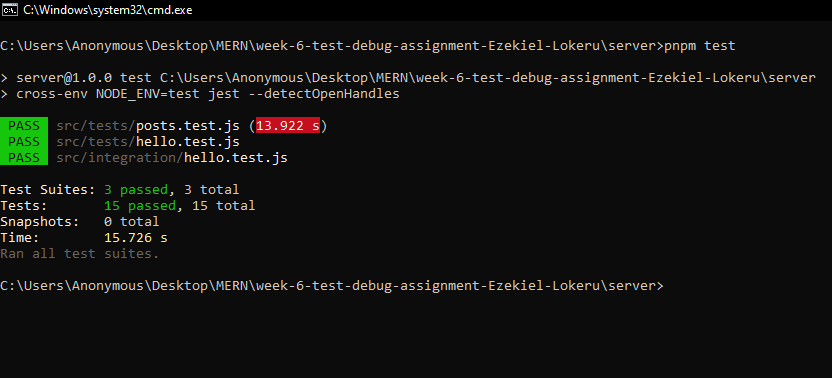 C:\Windows\system32\cmd.exe
C:\Users\Anonymous\Desktop\MERN\week-6-test-debug-assignment-Ezekiel-Lokeru\server>pnpm test
> server@1.0.0 test C:\Users\Anonymous\Desktop\MERN\week-6-test-debug-assignment-Ezekiel-Lokeru\server
> cross-env NODE_ENV=test jest --detectOpenHandles
PASS src/tests/posts.test.js (13.922 s)
PASS src/tests/hello.test.js
PASS src/integration/hello.test.js
Test Suites: 3 passed, 3 total
Tests:       15 passed, 15 total
Snapshots:   0 total
Time:        15.726 s
Ran all test suites.
C:\Users\Anonymous\Desktop\MERN\week-6-test-debug-assignment-Ezekiel-Lokeru\server>